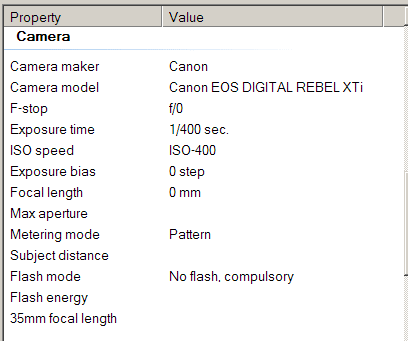 Property Value
Camera
Camera maker Canon
Camera model Canon EOS DIGITAL REBEL XTi
F-stop f/0
Exposure time 1/400 sec.
ISO speed ISO-400
Exposure bias 0 step
Focal length 0 mm
Max aperture
Metering mode Pattern
Subject distance
Flash mode No flash, compulsory
Flash energy
35mm focal length